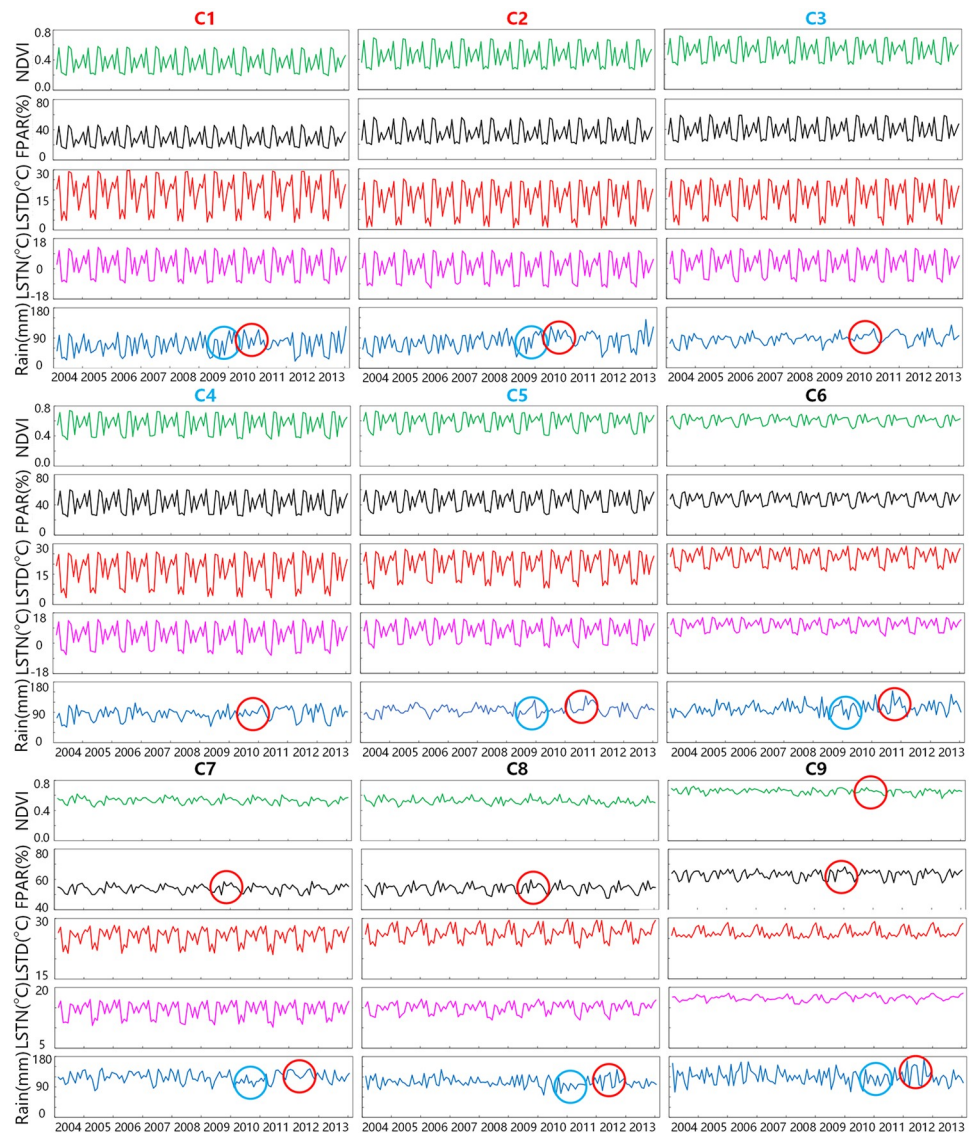 C1 C2 C3
NDVI 0.8 0.4 0.0
FPAR(%) 80 40 0
LSTD(°C) 30 15 0
LSTN(°C) 18 0 -18
Rain(mm) 180 90 0
2004 2005 2006 2007 2008 2009 2010 2011 2012 2013 2004 2005 2006 2007 2008 2009 2010 2011 2012 2013 2004 2005 2006 2007 2008 2009 2010 2011 2012 2013
C4 C5 C6
NDVI 0.8 0.4 0.0
FPAR(%) 80 40 0
LSTD(°C) 30 15 0
LSTN(°C) 18 0 -18
Rain(mm) 180 90 0
2004 2005 2006 2007 2008 2009 2010 2011 2012 2013 2004 2005 2006 2007 2008 2009 2010 2011 2012 2013 2004 2005 2006 2007 2008 2009 2010 2011 2012 2013
C7 C8 C9
NDVI 0.8 0.4 0.0
FPAR(%) 80 60 40
LSTD(°C) 30 15
LSTN(°C) 20 5
Rain(mm) 180 90 0
2004 2005 2006 2007 2008 2009 2010 2011 2012 2013 2004 2005 2006 2007 2008 2009 2010 2011 2012 2013 2004 2005 2006 2007 2008 2009 2010 2011 2012 2013